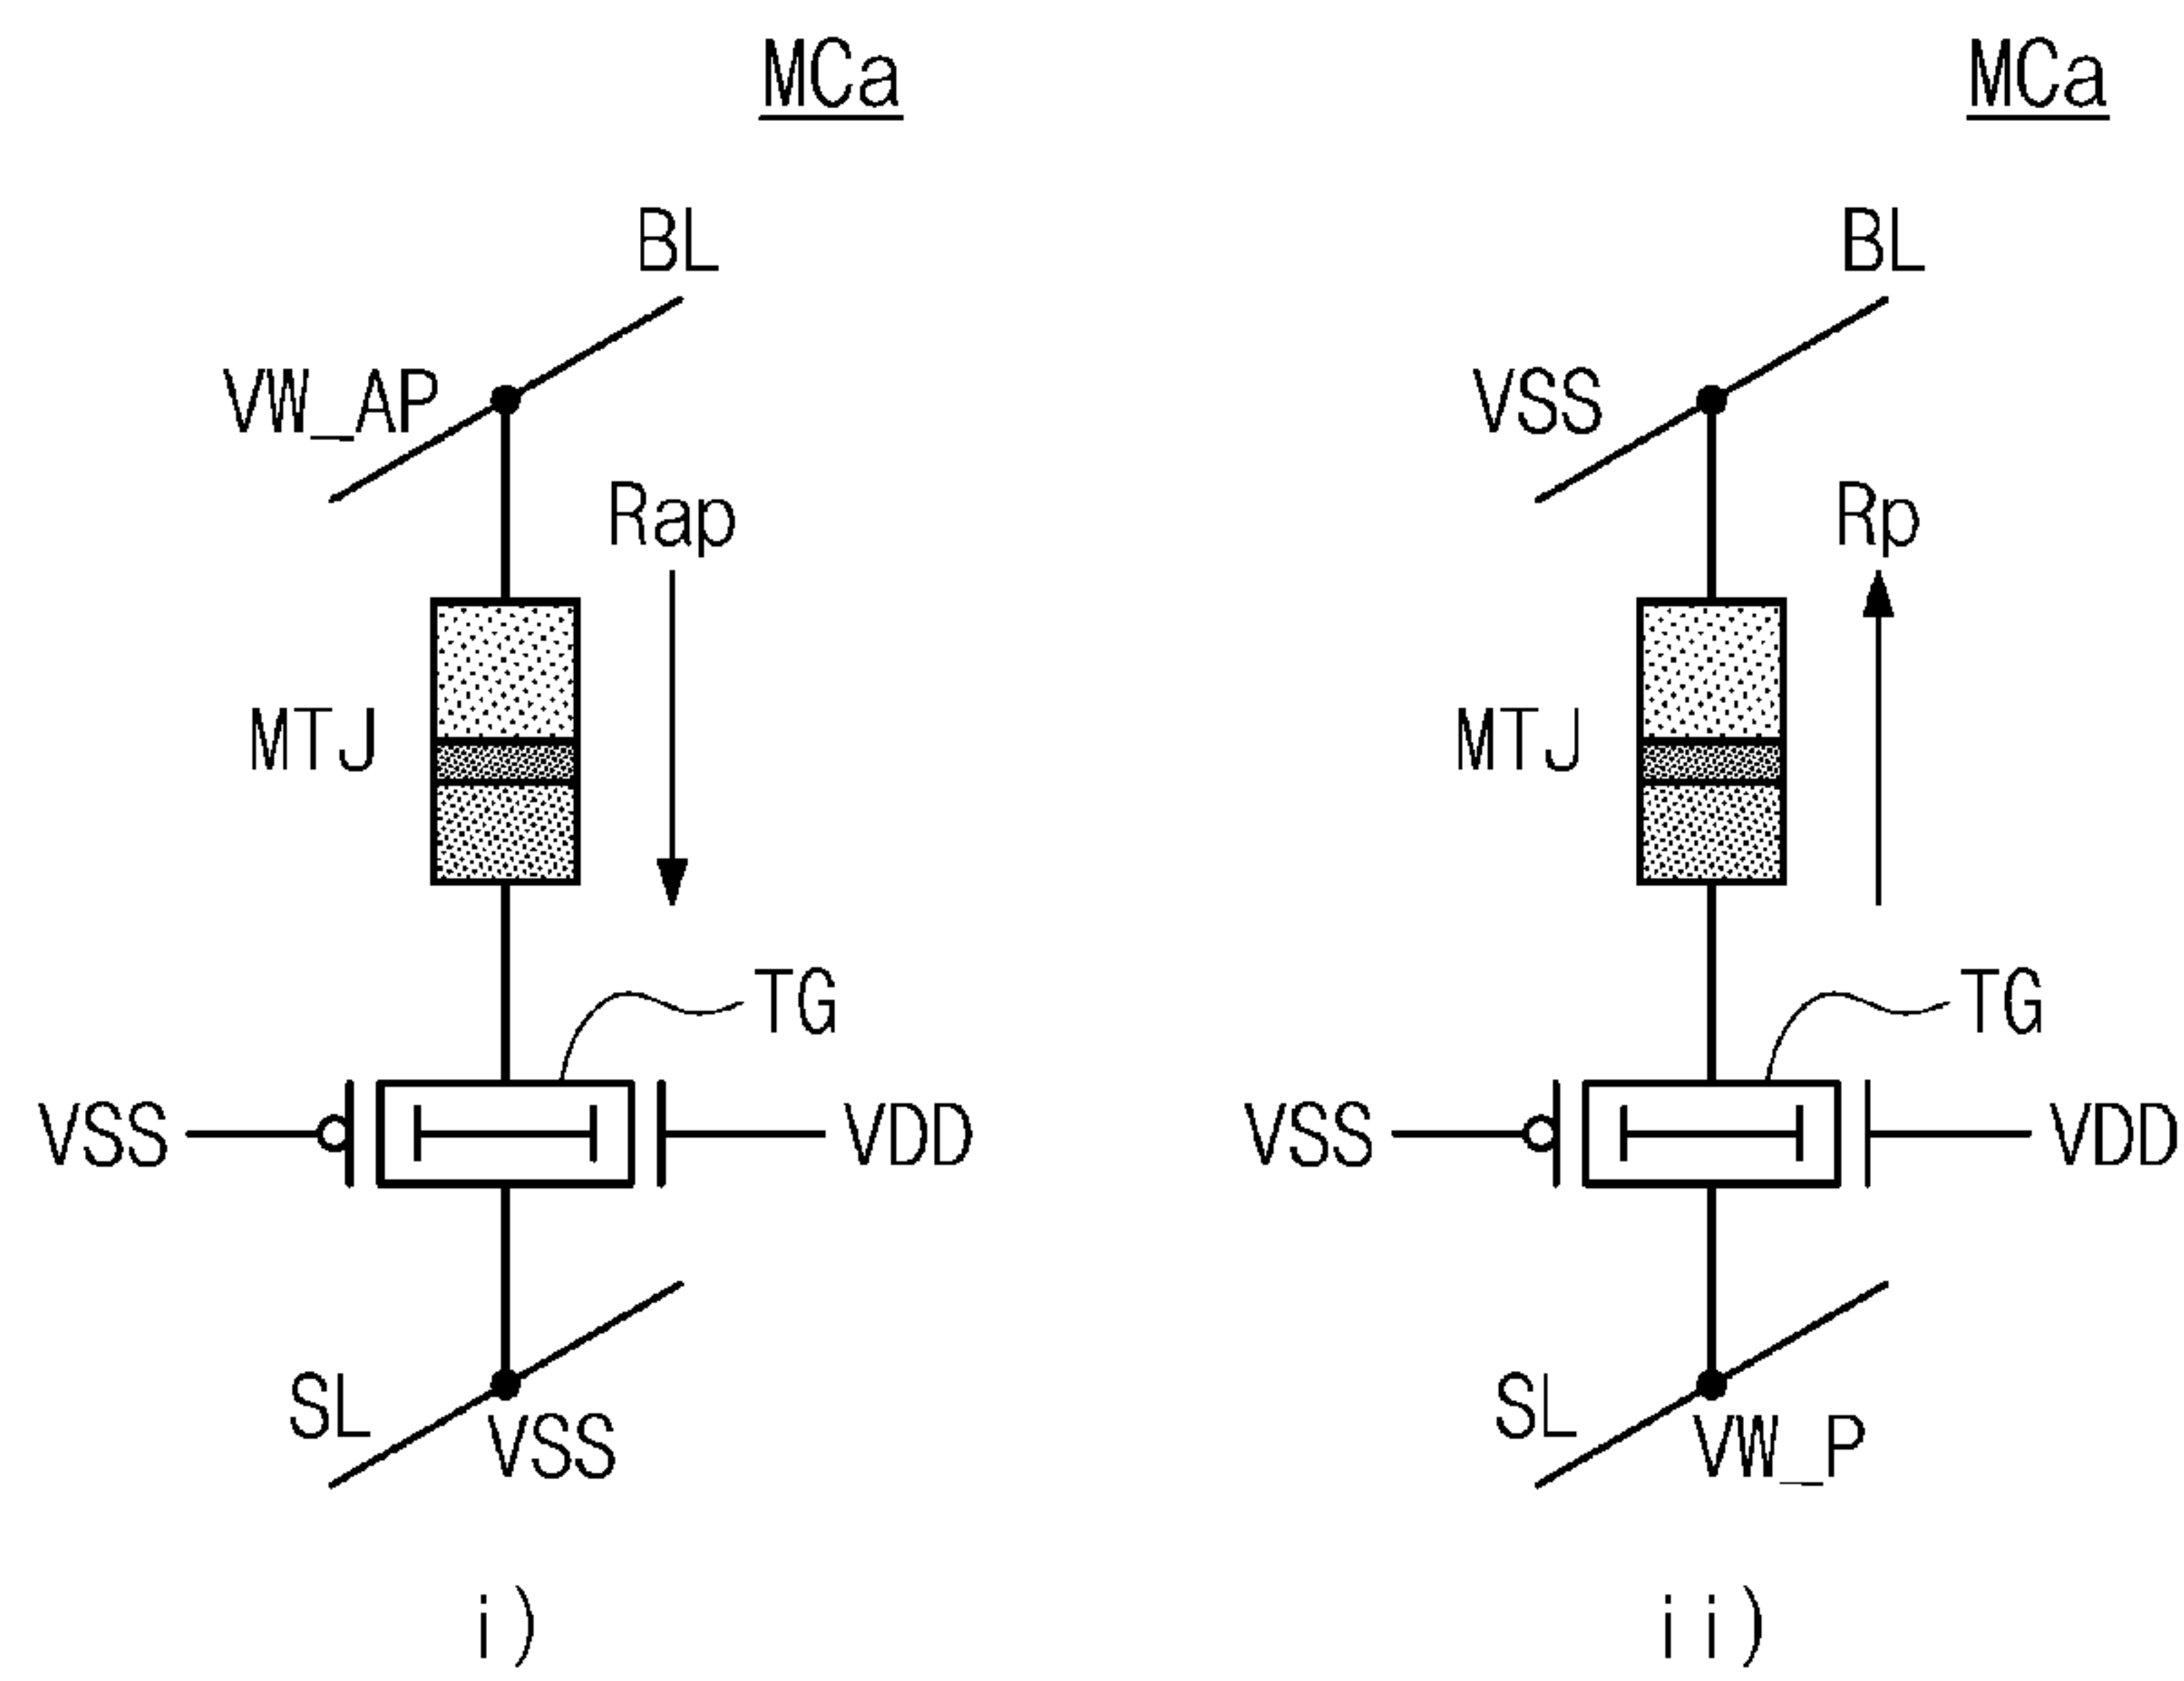 MCa
BL
VW_AP
Rap
MTJ
TG
VSS
VDD
SL
VSS
i)
MCa
BL
VSS
Rp
MTJ
TG
VSS
VDD
SL
VW_P
ii)